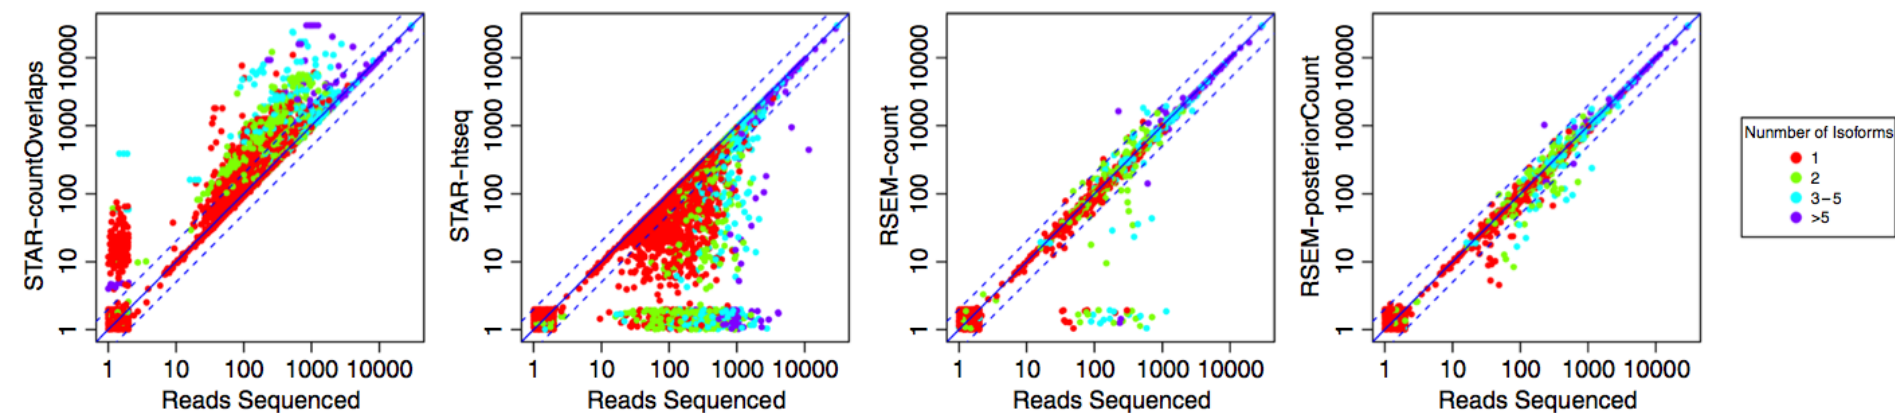 STAR-countOverlaps
10000
1000
100
10
1
1 10 100 1000 10000
Reads Sequenced
STAR-htseq
10000
1000
100
10
1
1 10 100 1000 10000
Reads Sequenced
RSEM-count
10000
1000
100
10
1
1 10 100 1000 10000
Reads Sequenced
RSEM-posteriorCount
10000
1000
100
10
1
1 10 100 1000 10000
Reads Sequenced
Nunmber of Isoforms
1
2
3-5
>5